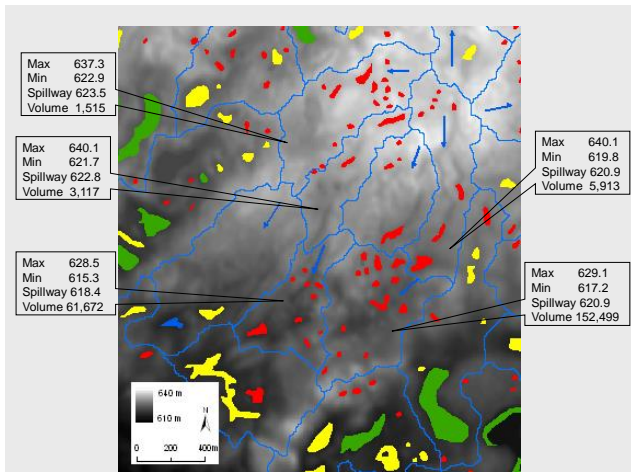 Max 637.3
Min 622.9
Spillway 623.5
Volume 1,515
Max 640.1
Min 621.7
Spillway 622.8
Volume 3,117
Max 628.5
Min 615.3
Spillway 618.4
Volume 61,672
Max 640.1
Min 619.8
Spillway 620.9
Volume 5,913
Max 629.1
Min 617.2
Spillway 620.9
Volume 152,499
640 m
610 m
N
0 200 400m